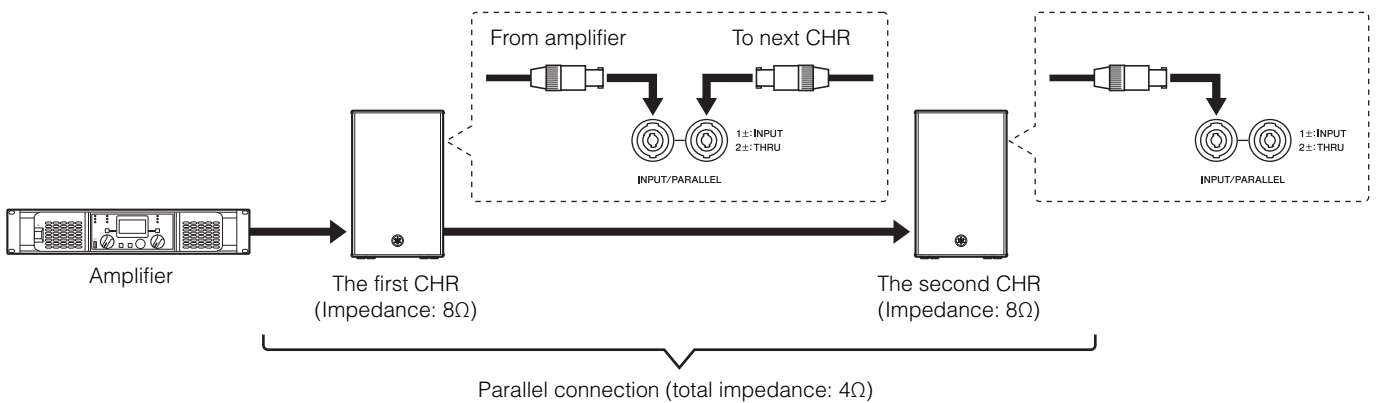 From amplifier
To next CHR
1±:INPUT
2±:THRU
INPUT/PARALLEL
1±:INPUT
2±:THRU
INPUT/PARALLEL
Amplifier
The first CHR
(Impedance: 8Ω)
The second CHR
(Impedance: 8Ω)
Parallel connection (total impedance: 4Ω)